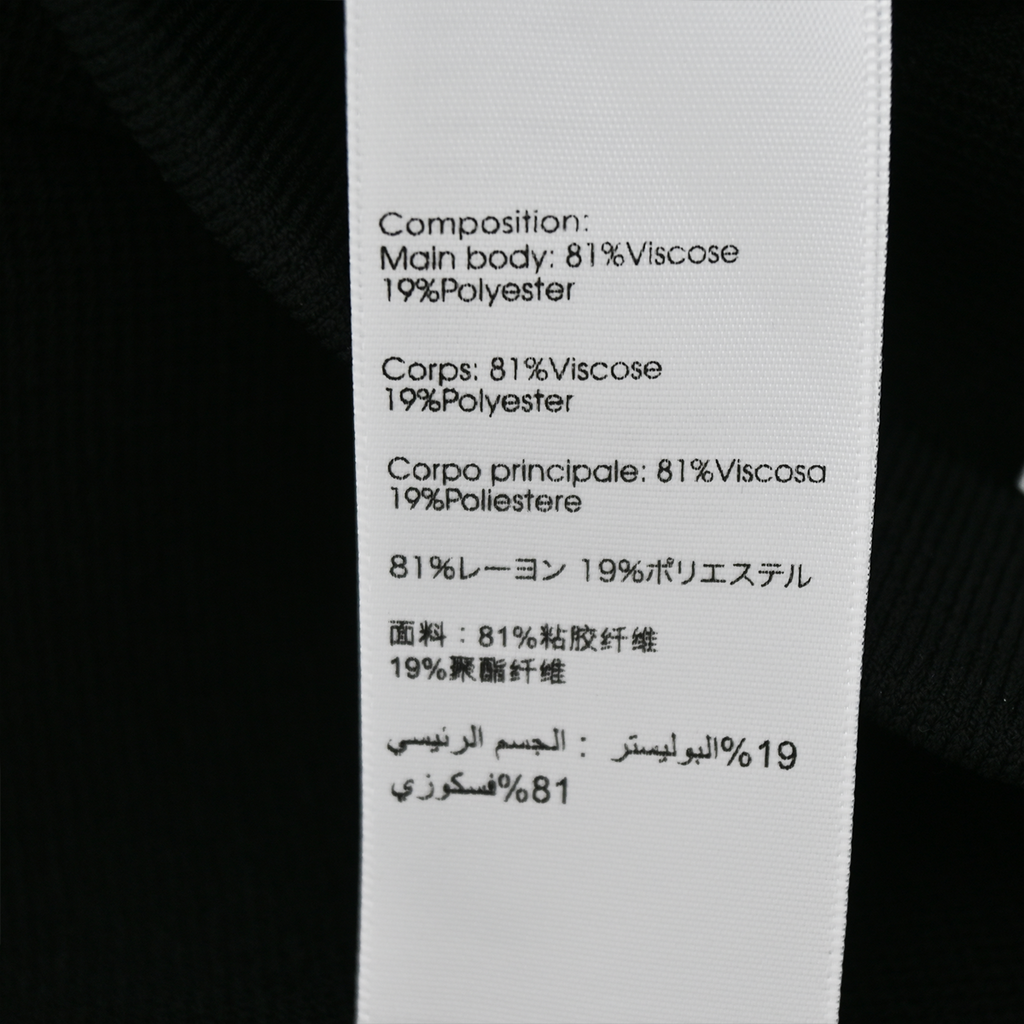 Composition:
Main body: 81%Viscose
19%Polyester
Corps: 81%Viscose
19%Polyester
Corpo principale: 81%Viscosa
19%Poliestere
81%レーヨン 19%ポリエステル
面料：81%粘胶纤维
19%聚酯纤维
19%البوليستر : الجسم الرئيسي
81%فسكوزي